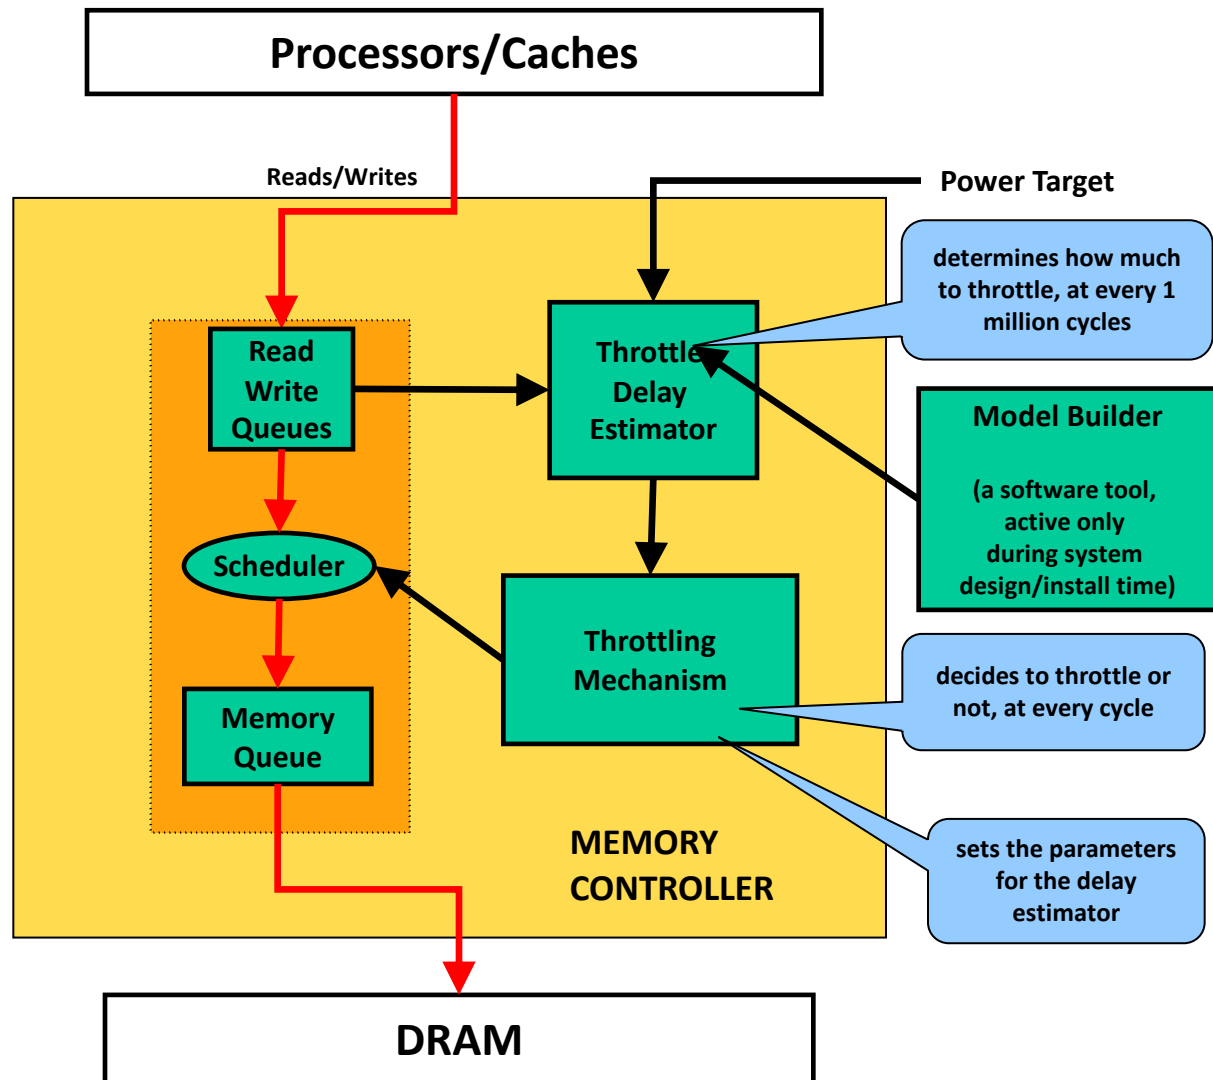 Processors/Caches
Reads/Writes
Power Target
determines how much
to throttle, at every 1
million cycles
Read
Write
Queues
Throttle
Delay
Estimator
Model Builder
(a software tool,
active only
during system
design/install time)
Scheduler
Throttling
Mechanism
decides to throttle or
not, at every cycle
Memory
Queue
MEMORY
CONTROLLER
sets the parameters
for the delay
estimator
DRAM